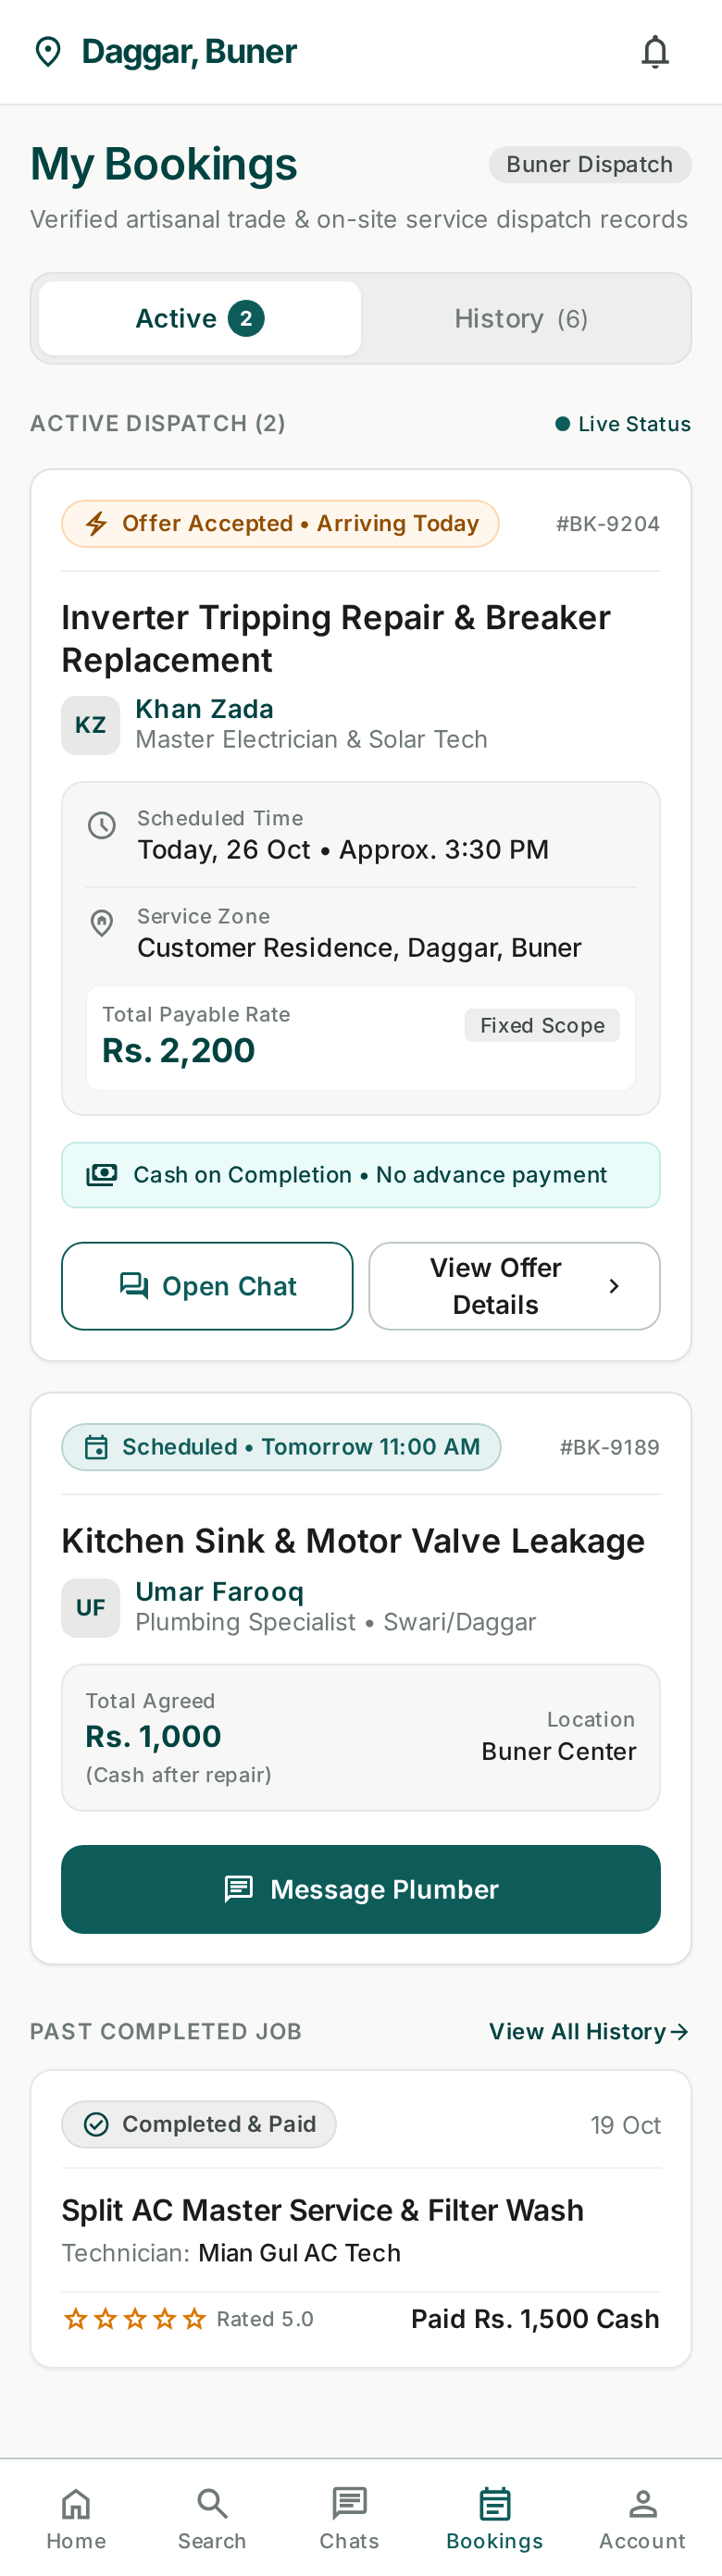 Daggar, Buner
My Bookings
Buner Dispatch
Verified artisanal trade & on-site service dispatch records
Active 2
History (6)
ACTIVE DISPATCH (2)
● Live Status
Offer Accepted • Arriving Today
#BK-9204
Inverter Tripping Repair & Breaker
Replacement
KZ
Khan Zada
Master Electrician & Solar Tech
Scheduled Time
Today, 26 Oct • Approx. 3:30 PM
Service Zone
Customer Residence, Daggar, Buner
Total Payable Rate
Rs. 2,200
Fixed Scope
Cash on Completion • No advance payment
Open Chat
View Offer
Details
Scheduled • Tomorrow 11:00 AM
#BK-9189
Kitchen Sink & Motor Valve Leakage
UF
Umar Farooq
Plumbing Specialist • Swari/Daggar
Total Agreed
Rs. 1,000
(Cash after repair)
Location
Buner Center
Message Plumber
PAST COMPLETED JOB
View All History→
Completed & Paid
19 Oct
Split AC Master Service & Filter Wash
Technician: Mian Gul AC Tech
Rated 5.0
Paid Rs. 1,500 Cash
Home
Search
Chats
Bookings
Account